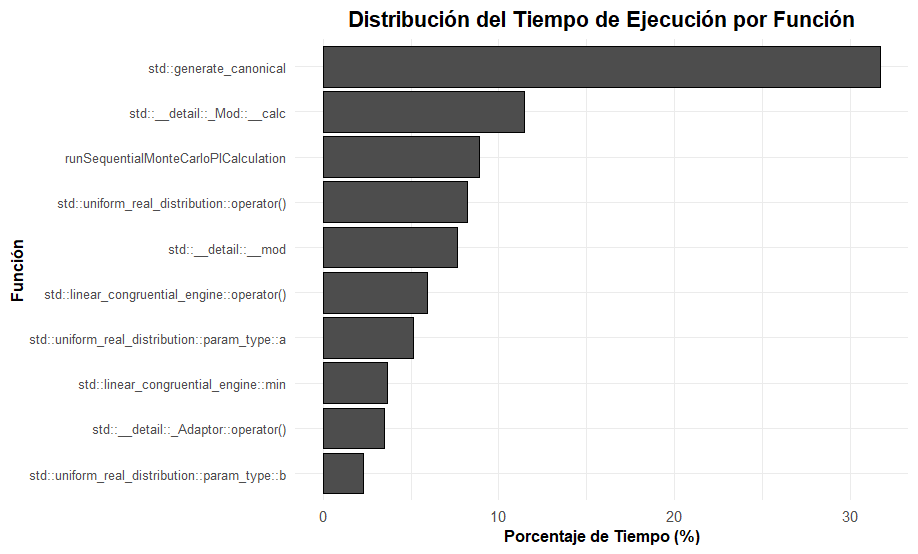 Distribución del Tiempo de Ejecución por Función
Función
std::generate_canonical
std::__detail::_Mod::__calc
runSequentialMonteCarloPICalculation
std::uniform_real_distribution::operator()
std::__detail::__mod
std::linear_congruential_engine::operator()
std::uniform_real_distribution::param_type::a
std::linear_congruential_engine::min
std::__detail::_Adaptor::operator()
std::uniform_real_distribution::param_type::b
0 10 20 30
Porcentaje de Tiempo (%)